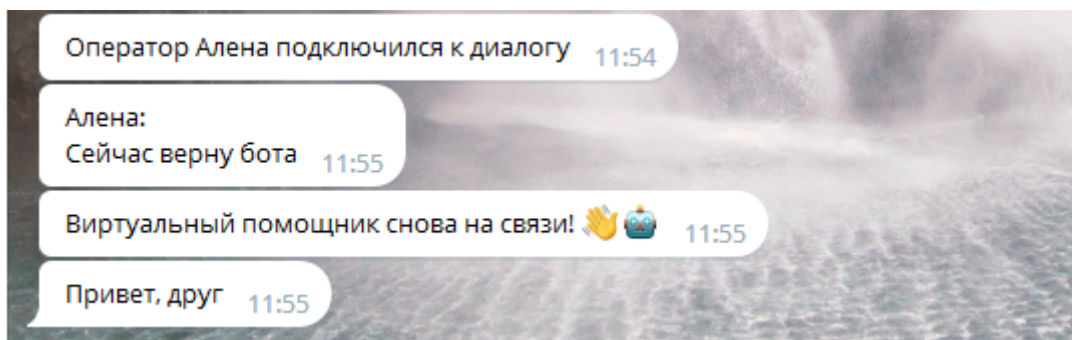 Оператор Алена подключился к диалогу 11:54
Алена:
Сейчас верну бота 11:55
Виртуальный помощник снова на связи! 👋🤖 11:55
Привет, друг 11:55